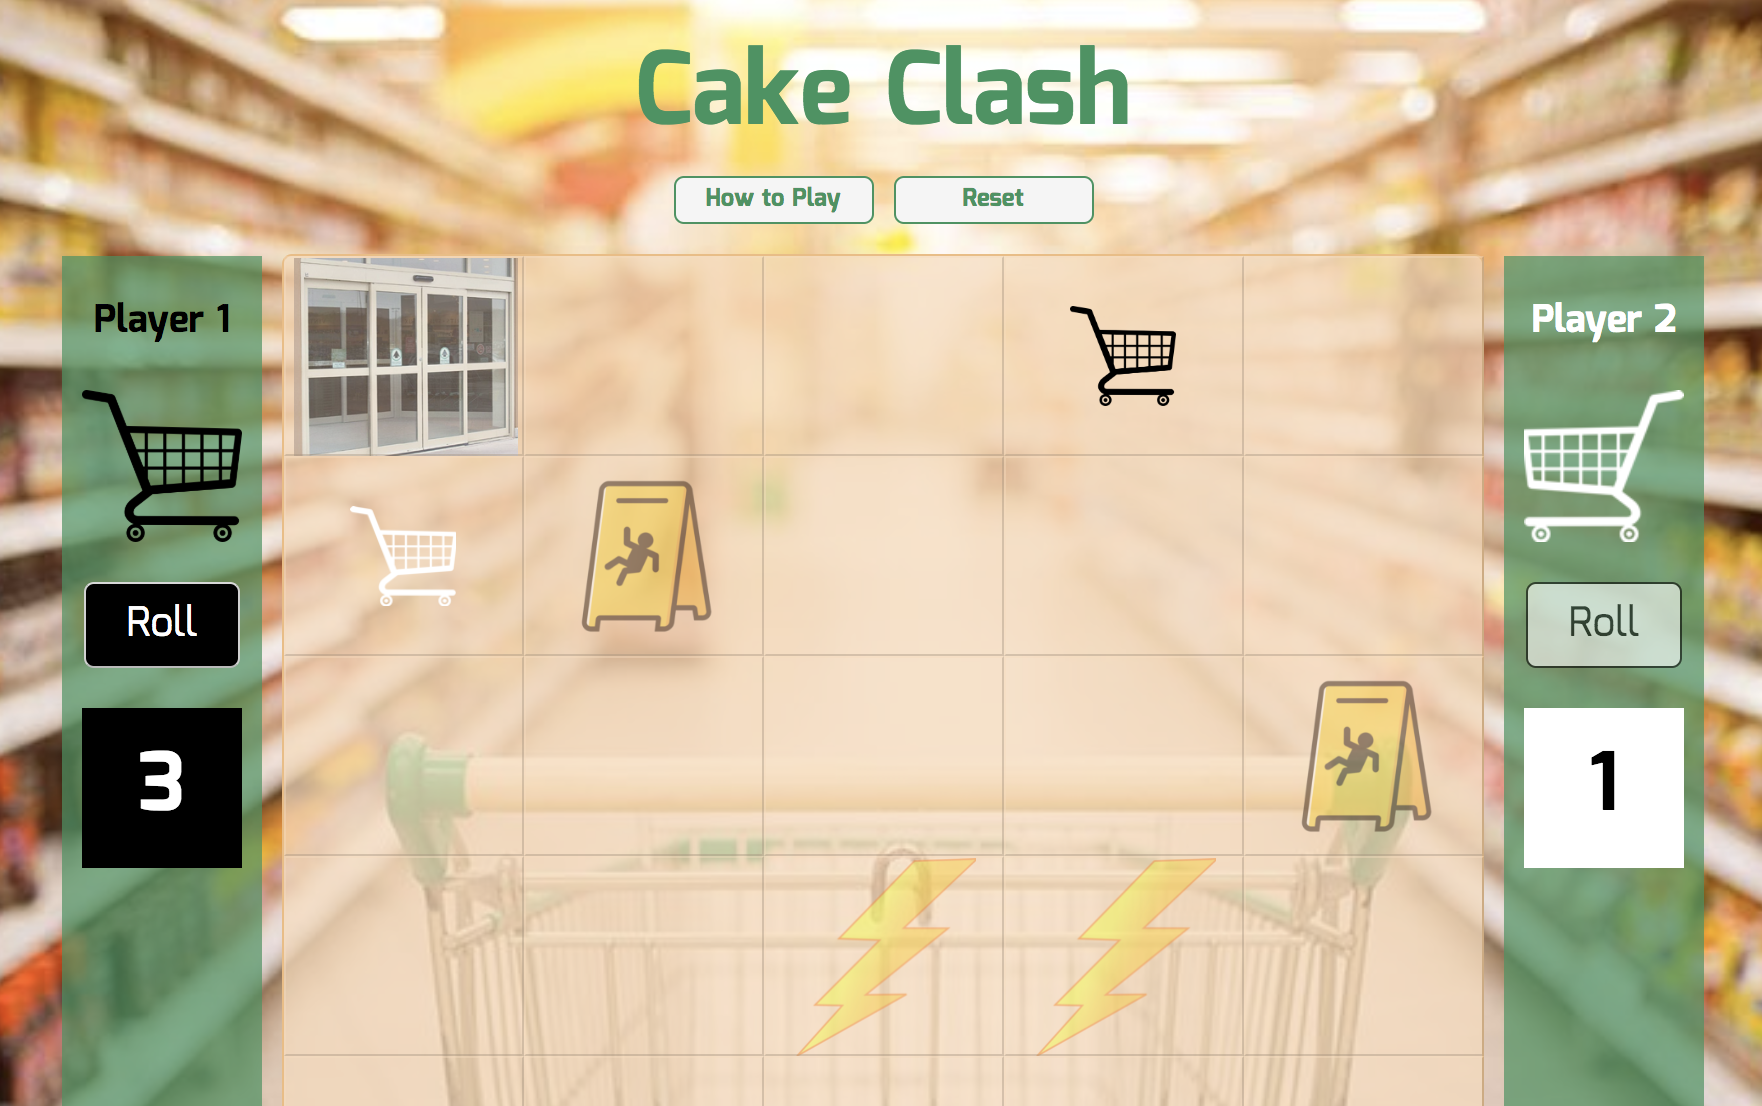 Cake Clash
How to Play
Reset
Player 1
Roll
3
Player 2
Roll
1